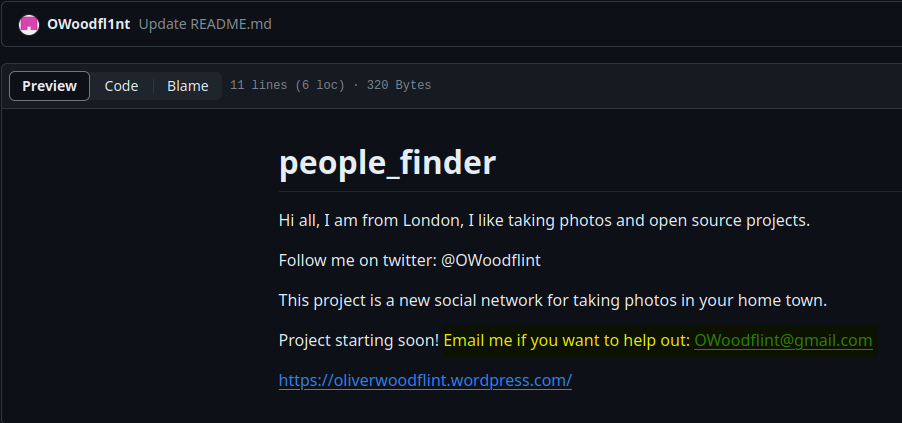 OWoodfl1nt Update README.md
Preview Code Blame 11 lines (6 loc) · 320 Bytes
people_finder
Hi all, I am from London, I like taking photos and open source projects.
Follow me on twitter: @OWoodflint
This project is a new social network for taking photos in your home town.
Project starting soon! Email me if you want to help out: OWoodflint@gmail.com
https://oliverwoodflint.wordpress.com/